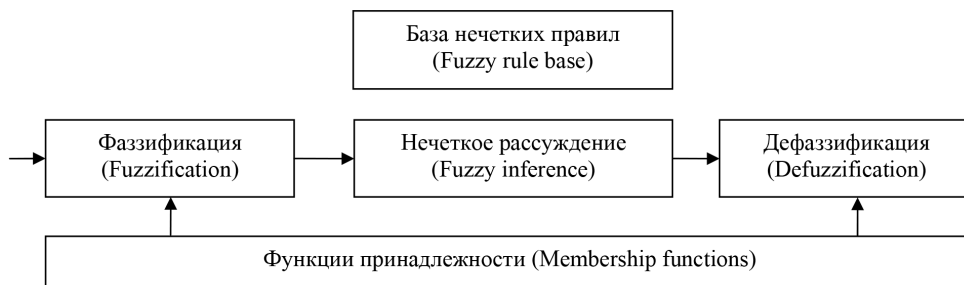 База нечетких правил
(Fuzzy rule base)
Фаззификация
(Fuzzification)
Нечеткое рассуждение
(Fuzzy inference)
Дефаззификация
(Defuzzification)
Функции принадлежности (Membership functions)